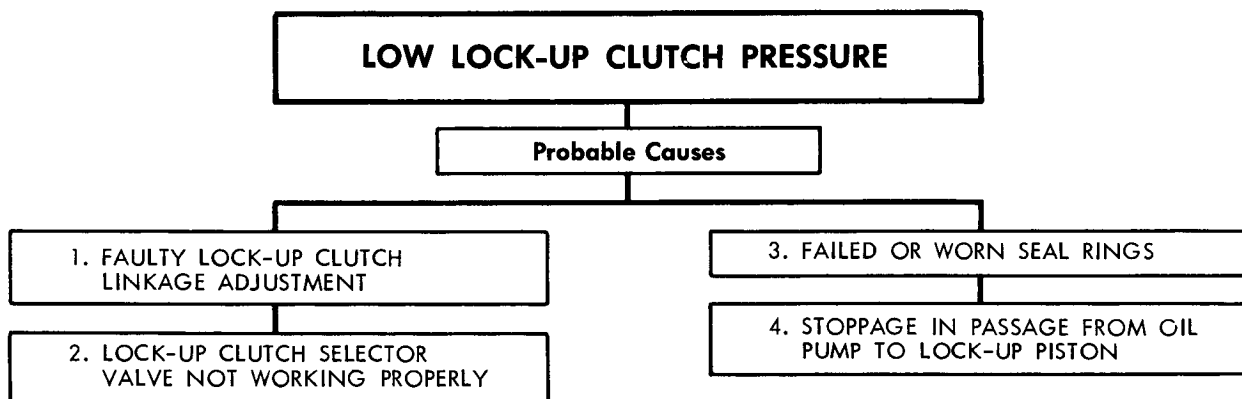 LOW LOCK-UP CLUTCH PRESSURE
Probable Causes
1. FAULTY LOCK-UP CLUTCH
LINKAGE ADJUSTMENT
2. LOCK-UP CLUTCH SELECTOR
VALVE NOT WORKING PROPERLY
3. FAILED OR WORN SEAL RINGS
4. STOPPAGE IN PASSAGE FROM OIL
PUMP TO LOCK-UP PISTON